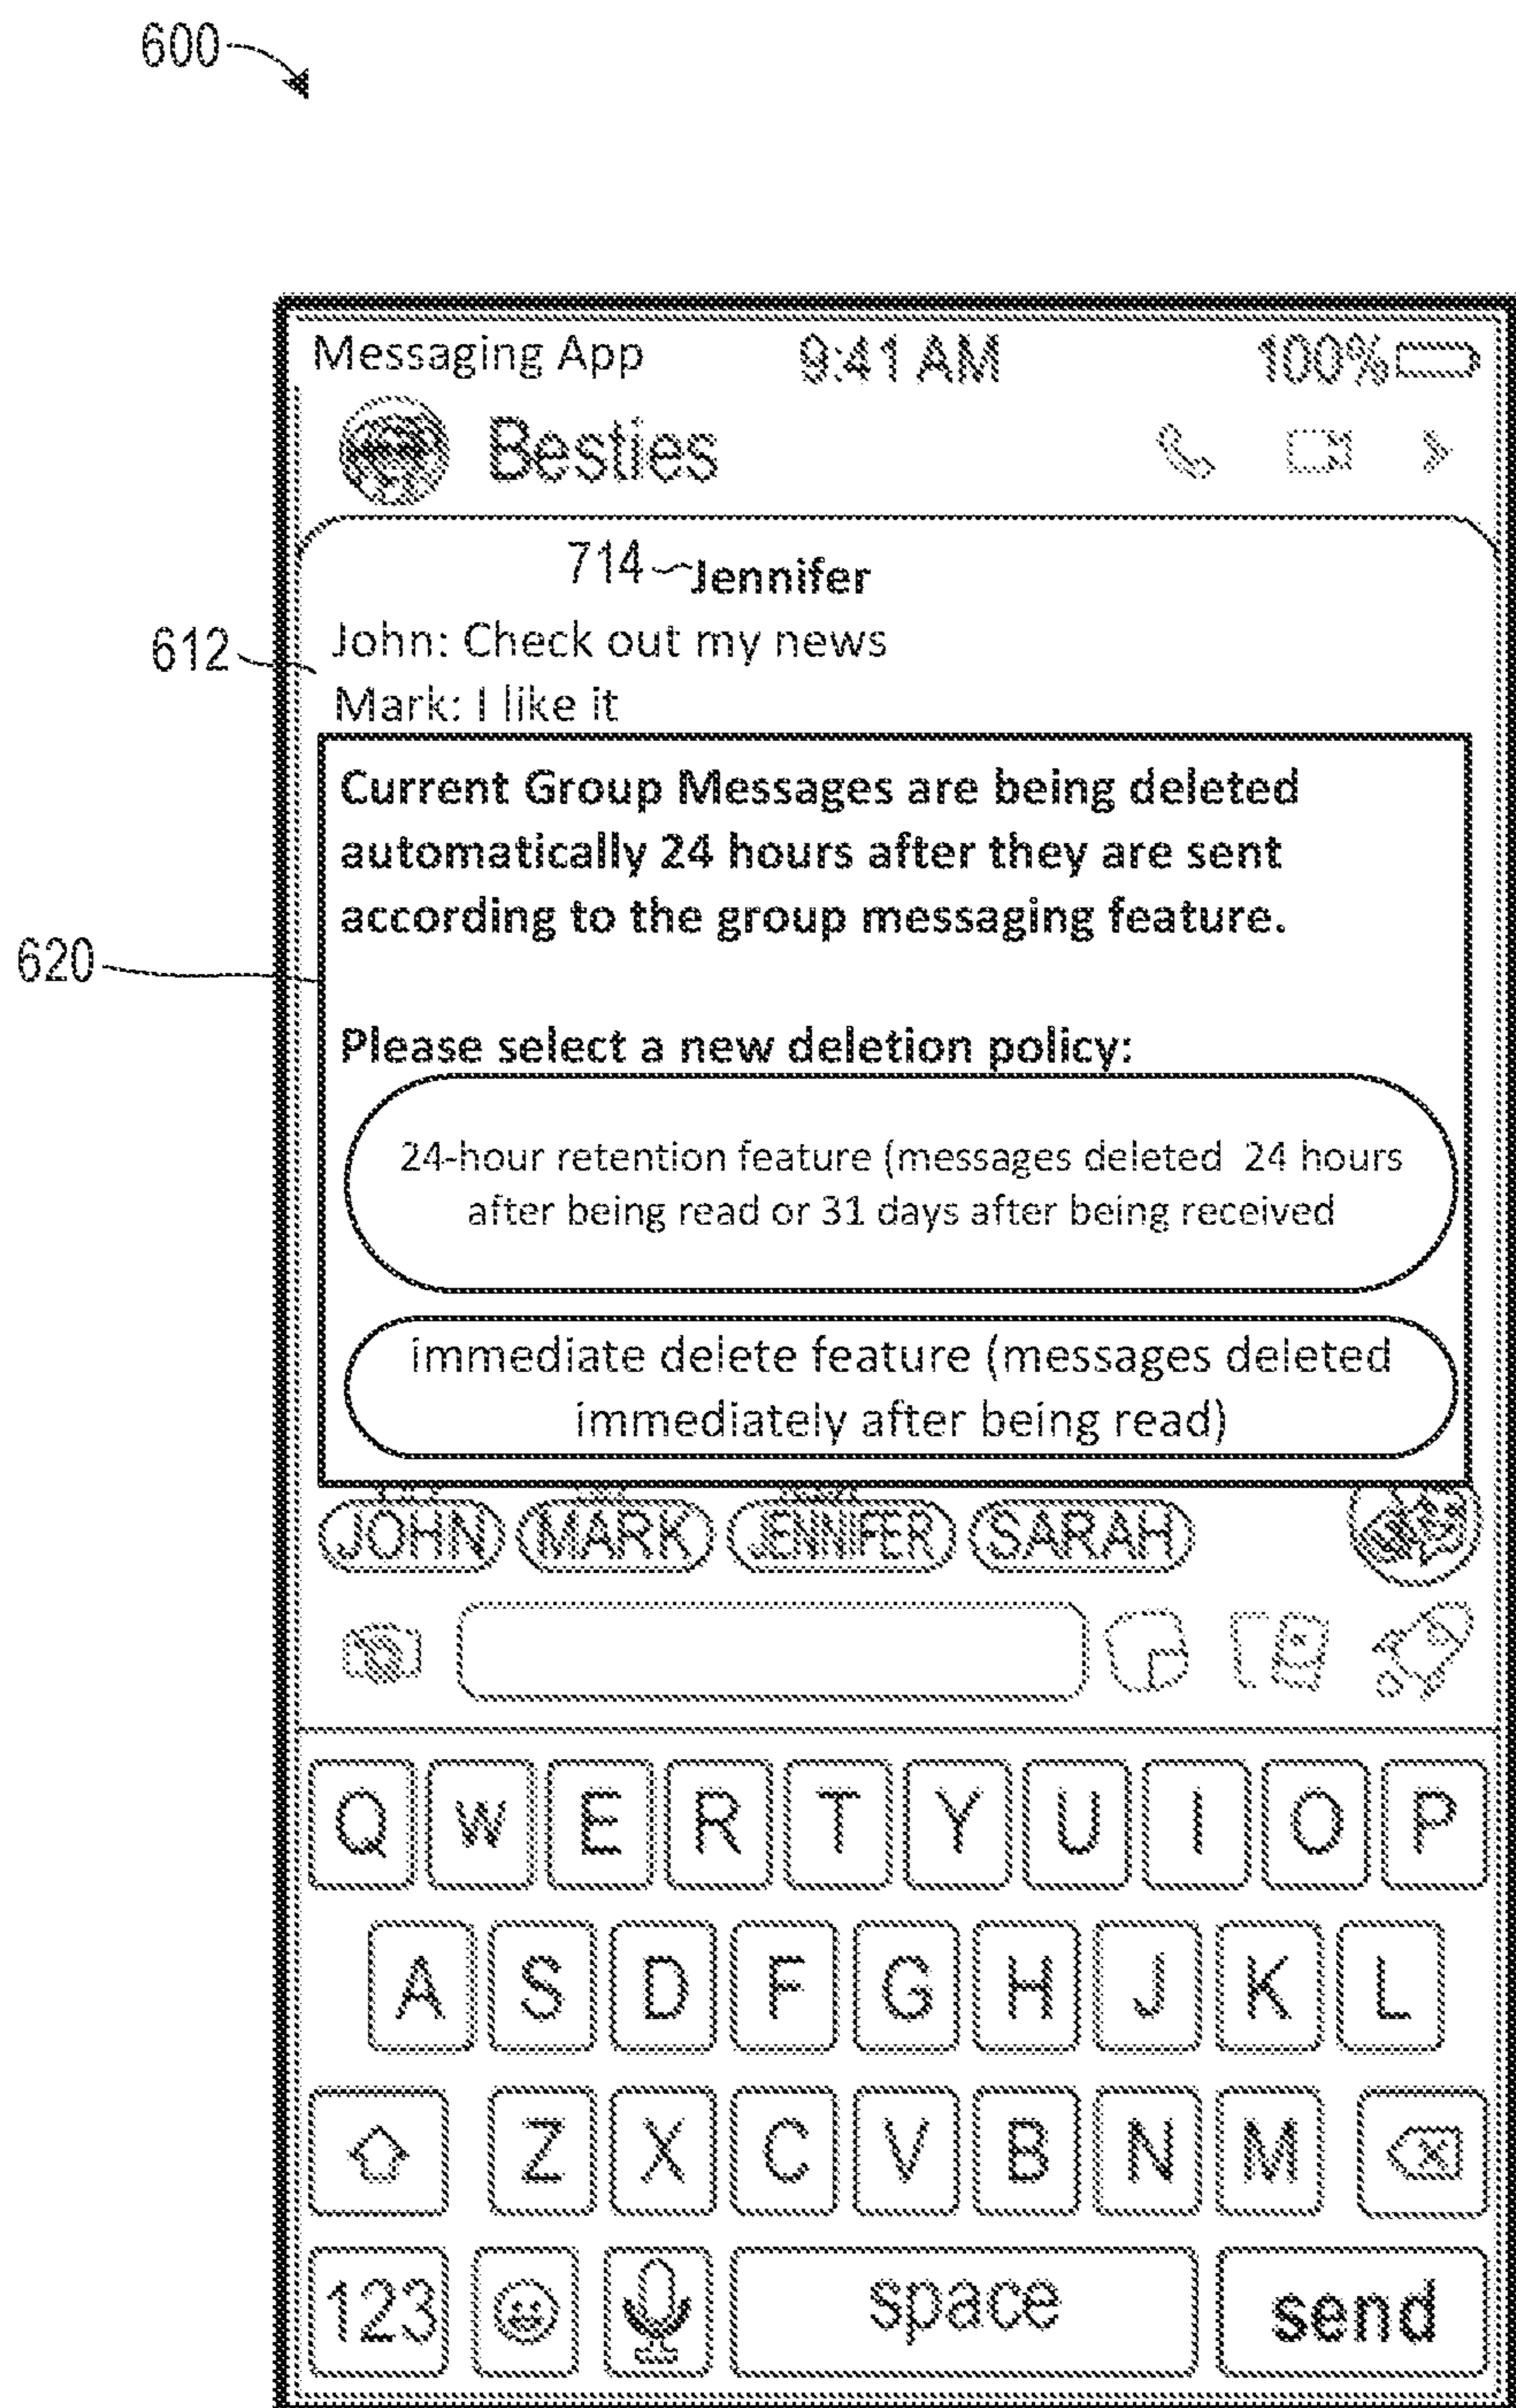 600
Messaging App 9:41 AM 100%
Besties
714 Jennifer
612 John: Check out my news
Mark: I like it
Current Group Messages are being deleted
automatically 24 hours after they are sent
according to the group messaging feature.
620
Please select a new deletion policy:
24-hour retention feature (messages deleted 24 hours
after being read or 31 days after being received
immediate delete feature (messages deleted
immediately after being read)
JOHN MARK JENNIFER SARAH
Q W E R T Y U I O P
A S D F G H J K L
Z X C V B N M
123 space send